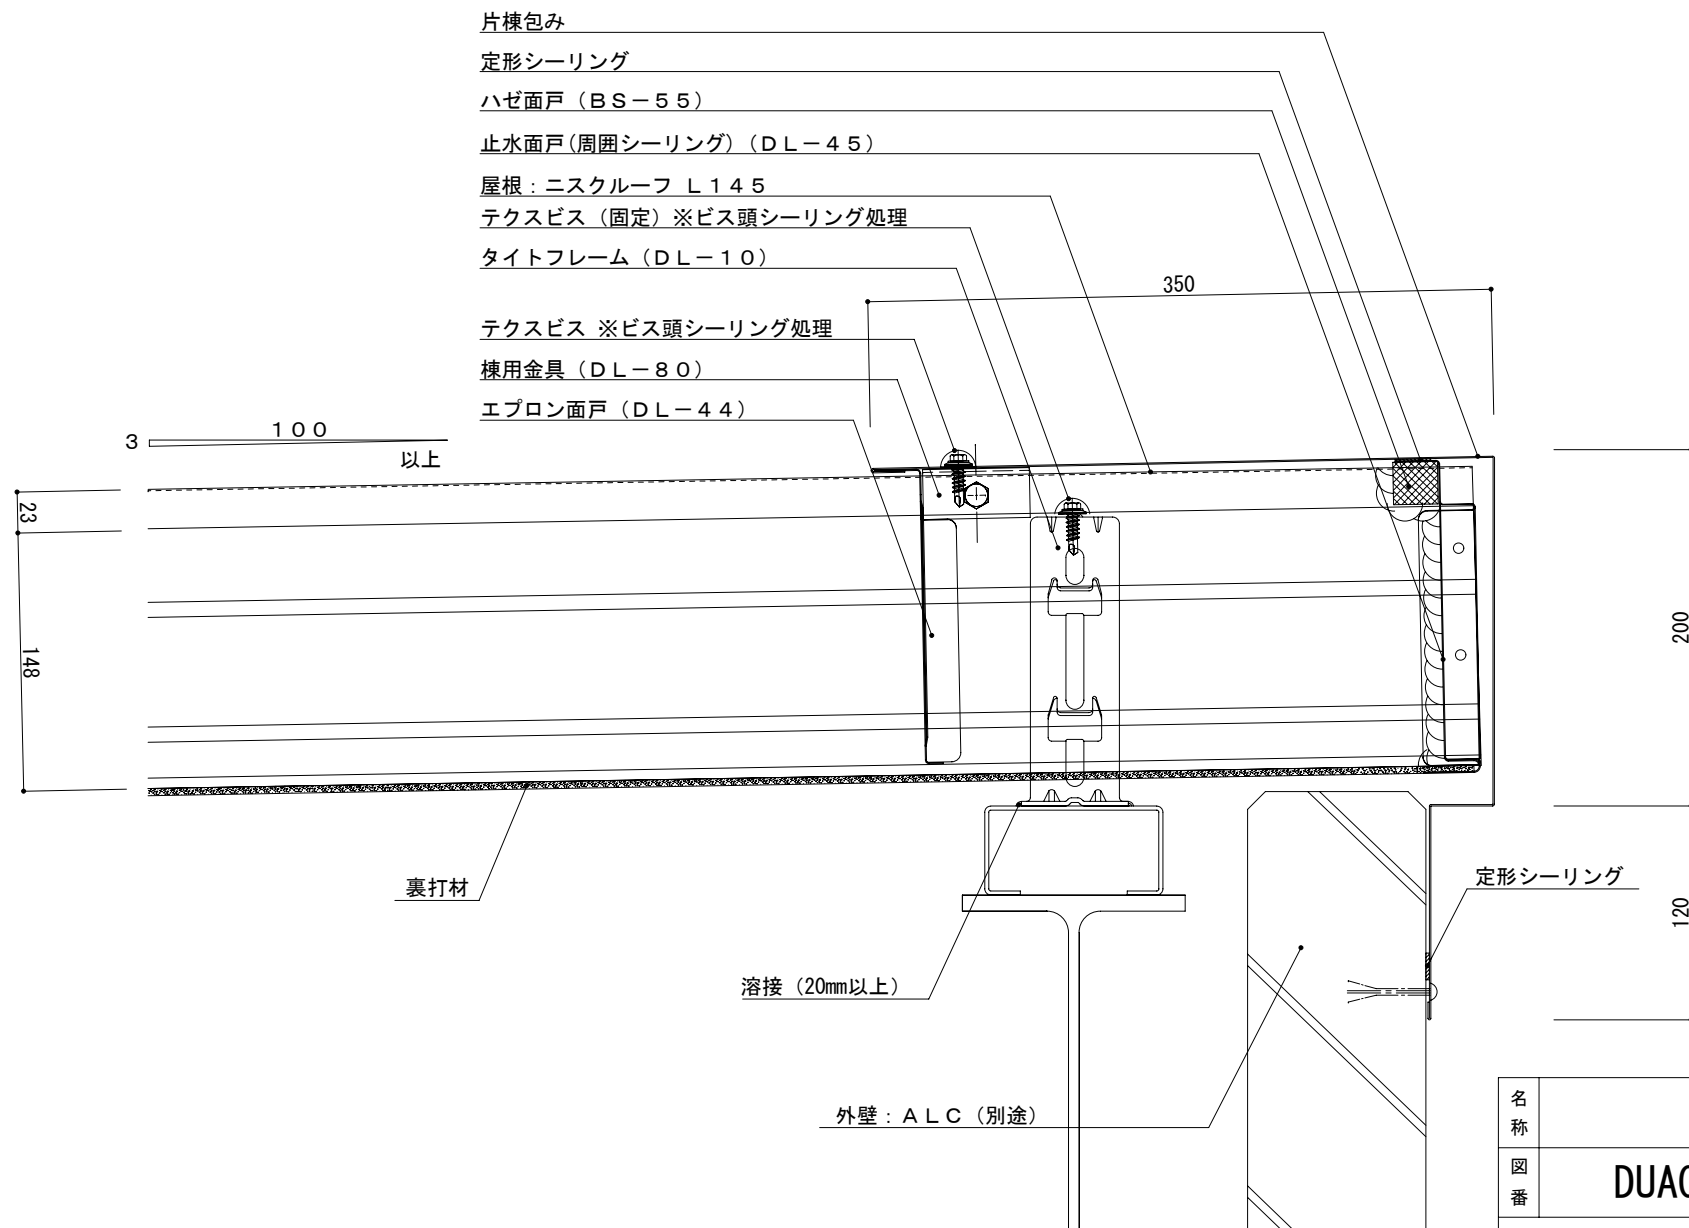 片棟包み
定形シーリング
ハゼ面戸（ＢＳ－５５）
止水面戸(周囲シーリング)（ＤＬ－４５）
屋根：ニスクルーフ Ｌ１４５
テクスビス（固定）※ビス頭シーリング処理
タイトフレーム（ＤＬ－１０）
350
テクスビス ※ビス頭シーリング処理
棟用金具（ＤＬ－８０）
エプロン面戸（ＤＬ－４４）
３
１００
以上
23
148
200
裏打材
定形シーリング
120
溶接（20mm以上）
外壁：ＡＬＣ（別途）
名称
図番